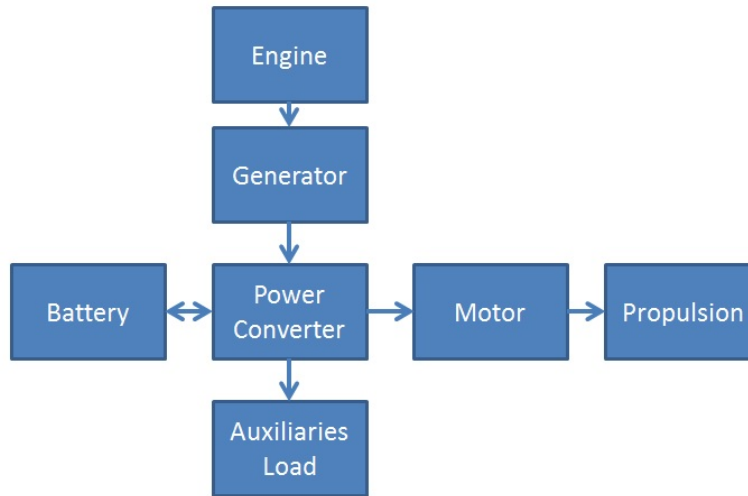 Engine
Generator
Battery
Power
Converter
Motor
Propulsion
Auxiliaries
Load